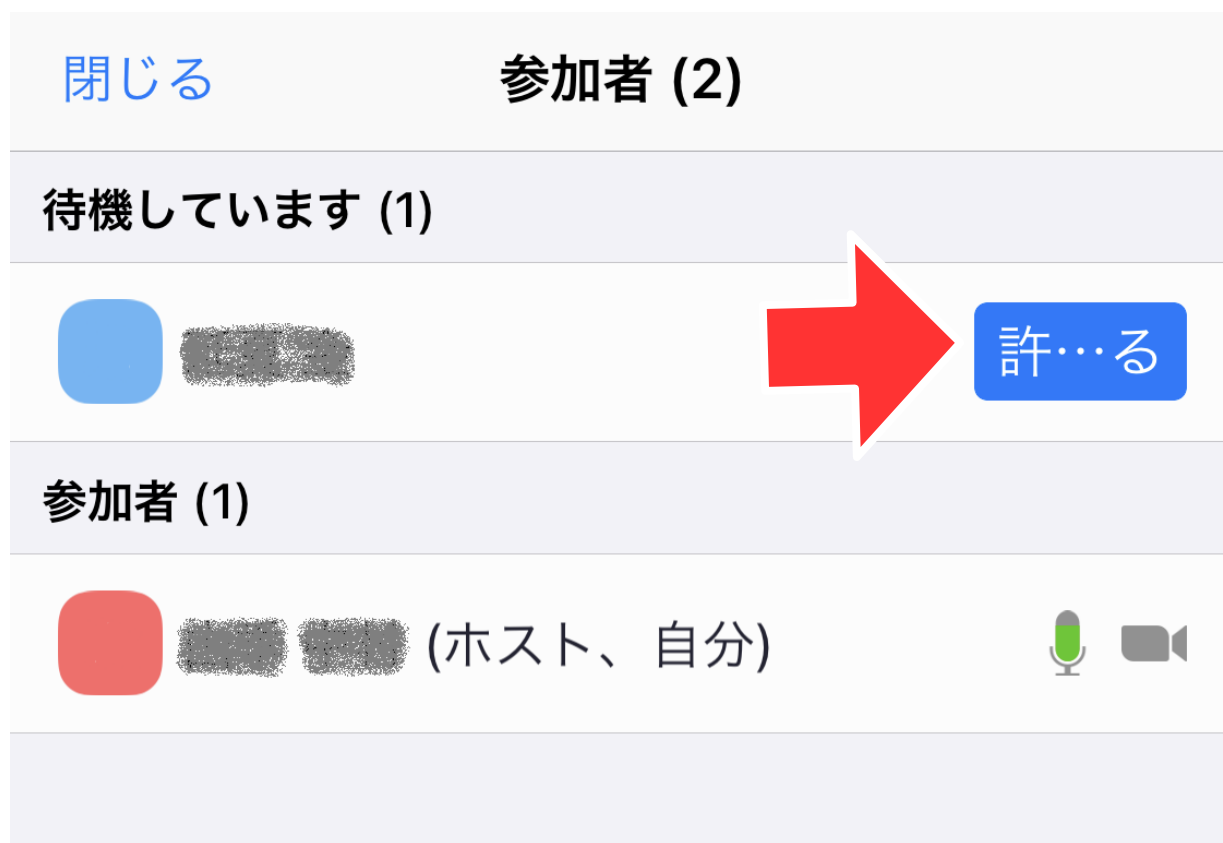 閉じる 参加者 (2)
待機しています (1)
許…る
参加者 (1)
(ホスト、自分)